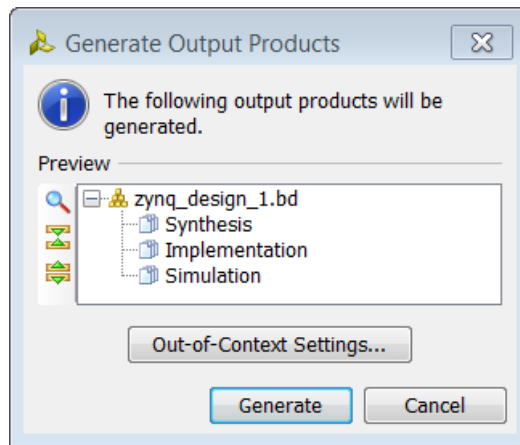 Generate Output Products
The following output products will be
generated.
Preview
zynq_design_1.bd
Synthesis
Implementation
Simulation
Out-of-Context Settings...
Generate
Cancel